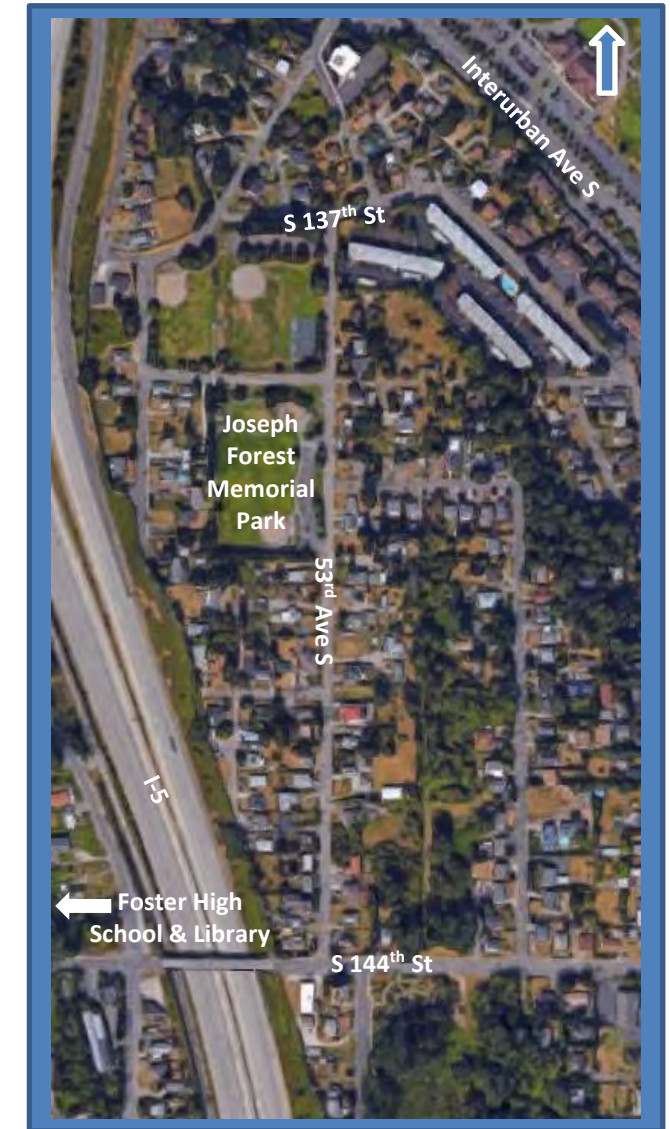 Interurban Ave S
S 137th St
Joseph
Forest
Memorial
Park
53rd Ave S
I-5
Foster High
School & Library
S 144th St